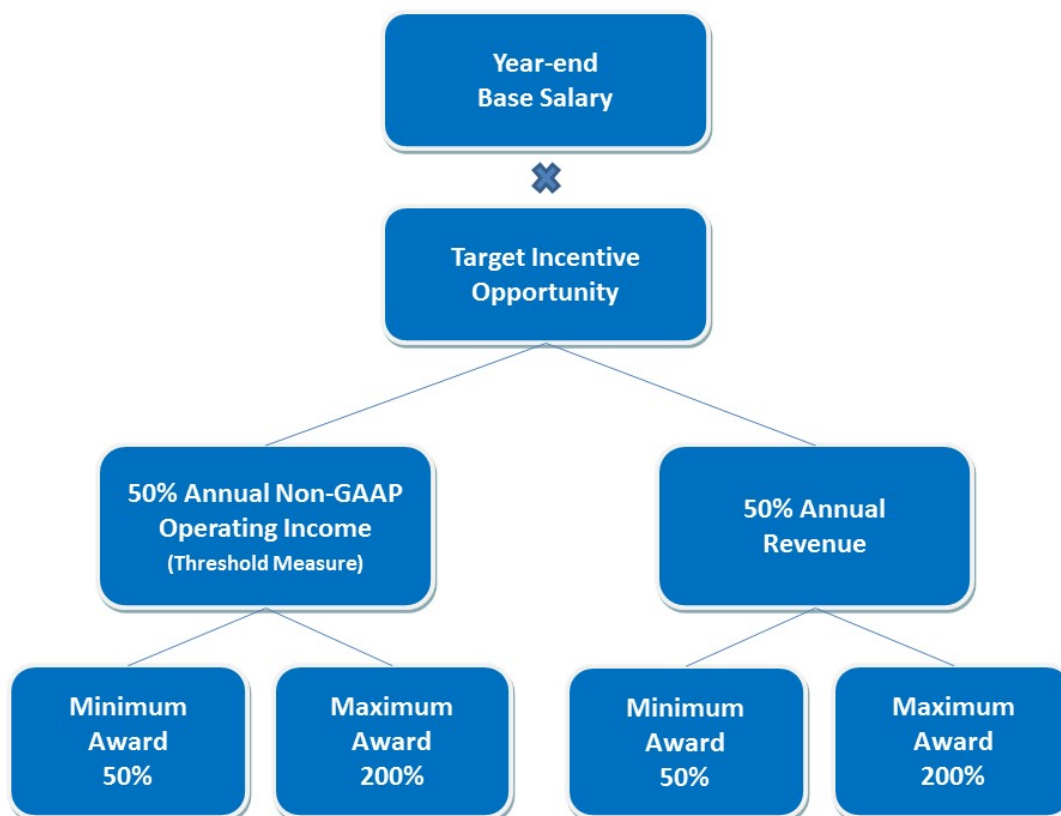 Year-end
Base Salary
Target Incentive
Opportunity
50% Annual Non-GAAP
Operating Income
(Threshold Measure)
50% Annual
Revenue
Minimum
Award
50%
Maximum
Award
200%
Minimum
Award
50%
Maximum
Award
200%